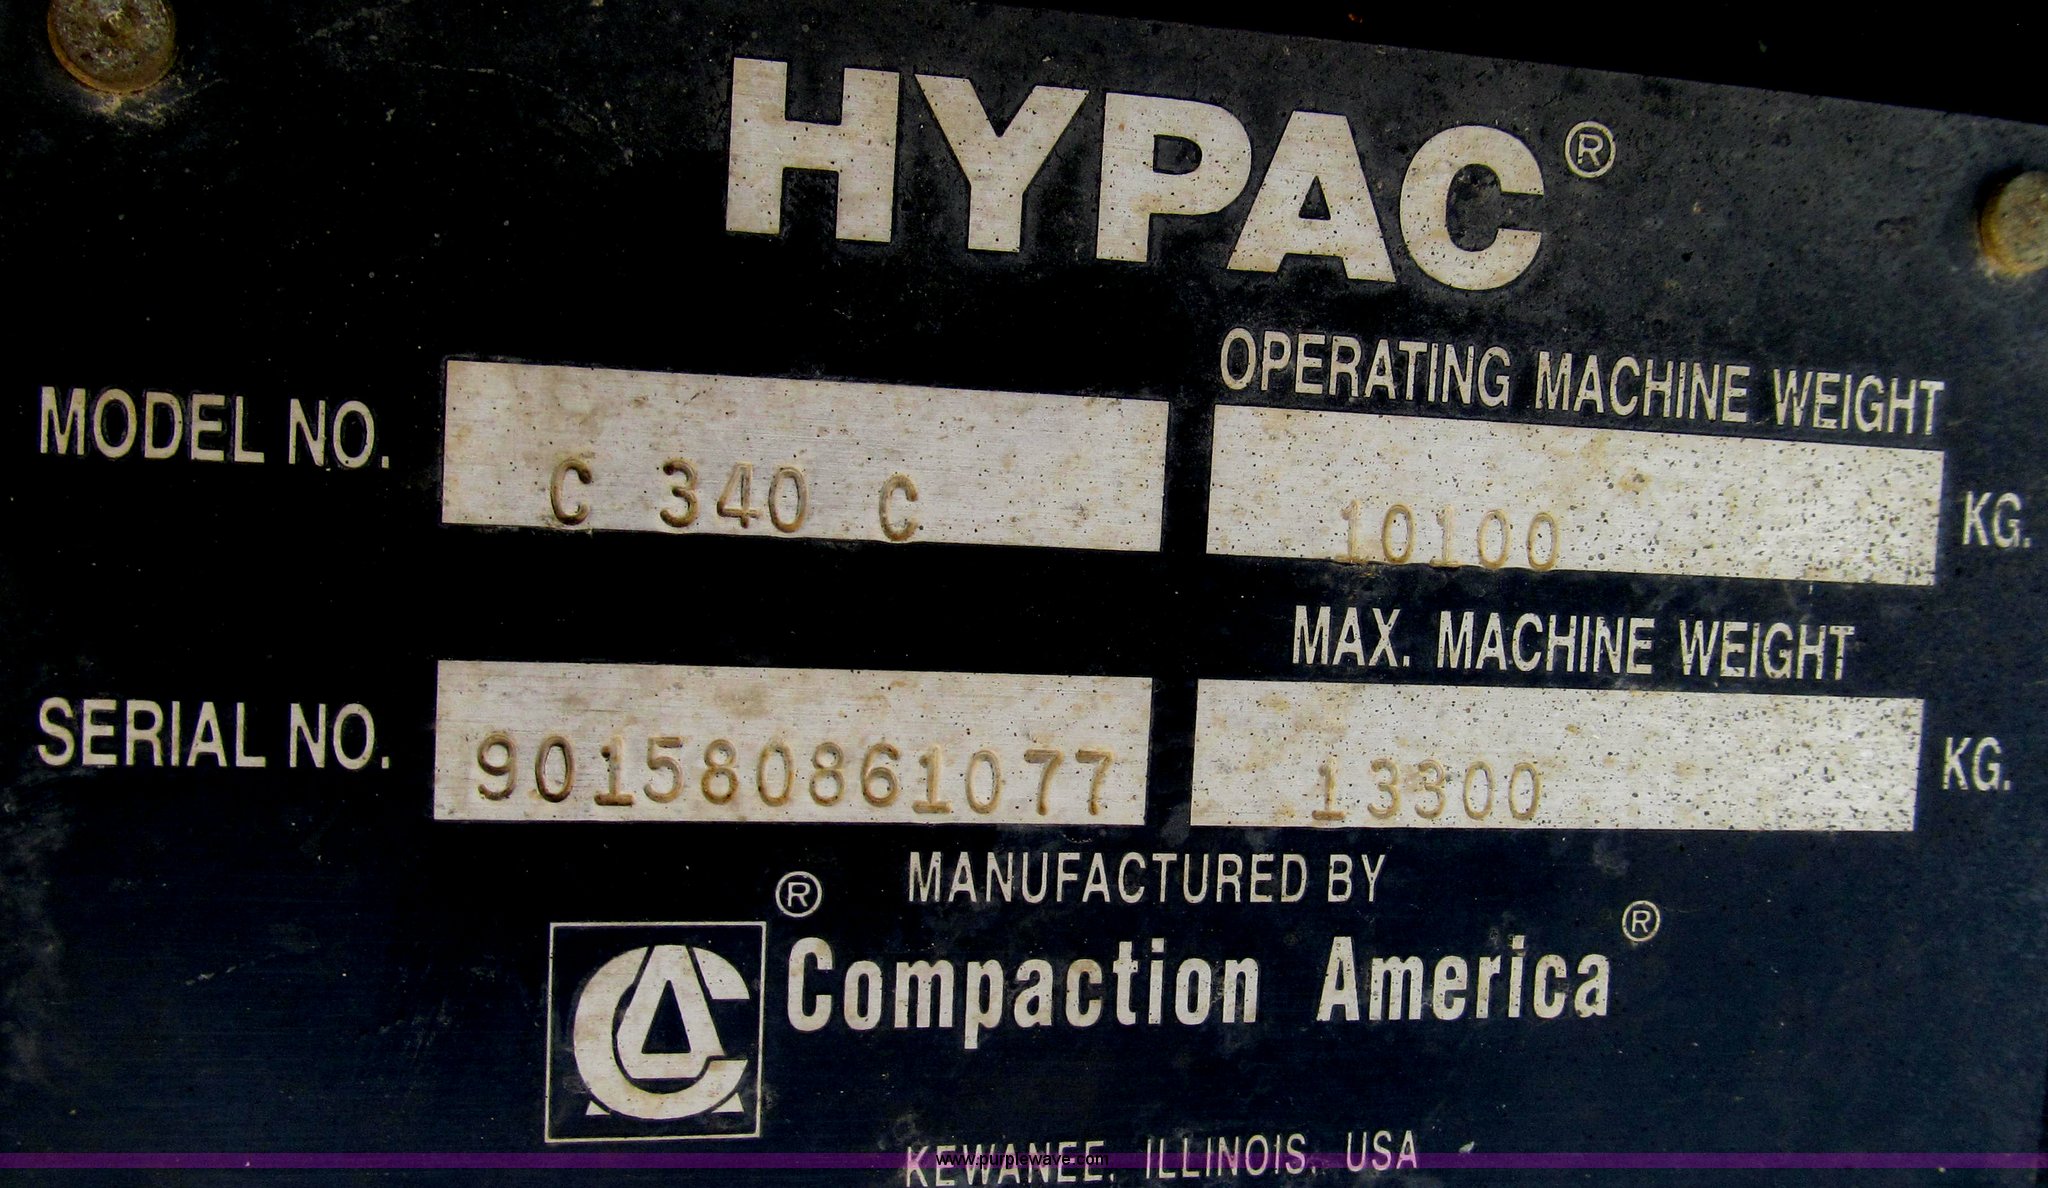 HYPAC®
OPERATING MACHINE WEIGHT
MODEL NO. C 340 C 10100 KG.
MAX. MACHINE WEIGHT
SERIAL NO. 901580861077 13300 KG.
MANUFACTURED BY
® Compaction America®
KEWANEE, ILLINOIS, USA
www.purplewave.com